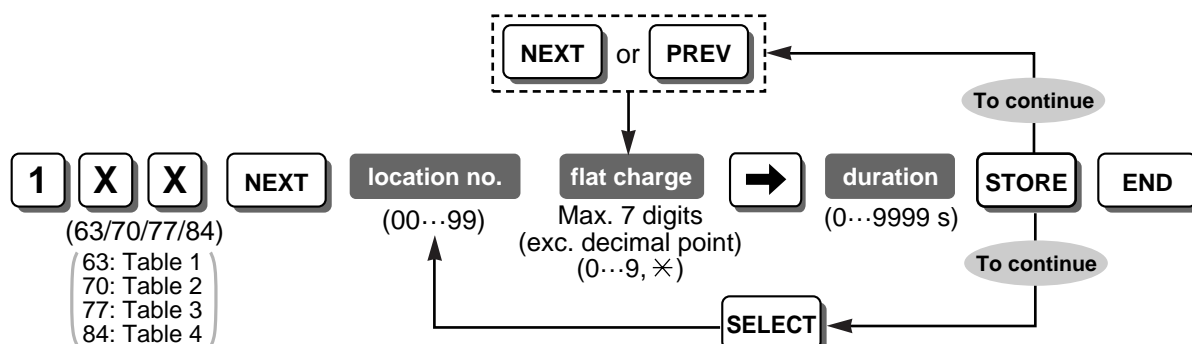 NEXT or PREV
To continue
1 X X NEXT location no. flat charge ➡ duration STORE END
(63/70/77/84)
63: Table 1
70: Table 2
77: Table 3
84: Table 4
(00···99)
Max. 7 digits
(exc. decimal point)
(0···9, ✳)
(0···9999 s)
To continue
SELECT